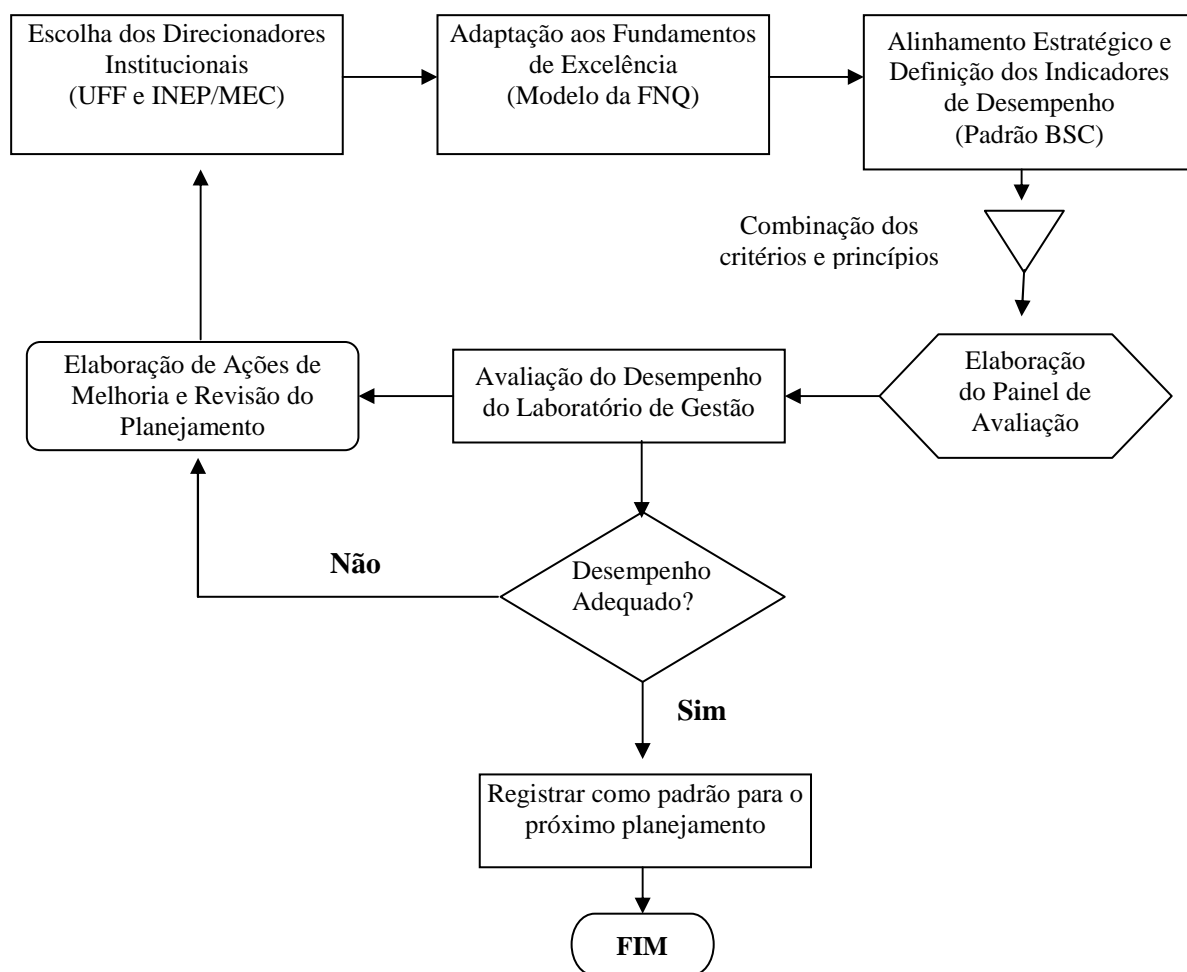 Escolha dos Direcionadores
Institucionais
(UFF e INEP/MEC)
Adaptação aos Fundamentos
de Excelência
(Modelo da FNQ)
Alinhamento Estratégico e
Definição dos Indicadores
de Desempenho
(Padrão BSC)
Combinação dos
critérios e princípios
Elaboração
do Painel de
Avaliação
Avaliação do Desempenho
do Laboratório de Gestão
Elaboração de Ações de
Melhoria e Revisão do
Planejamento
Desempenho
Adequado?
Não
Sim
Registrar como padrão para o
próximo planejamento
FIM